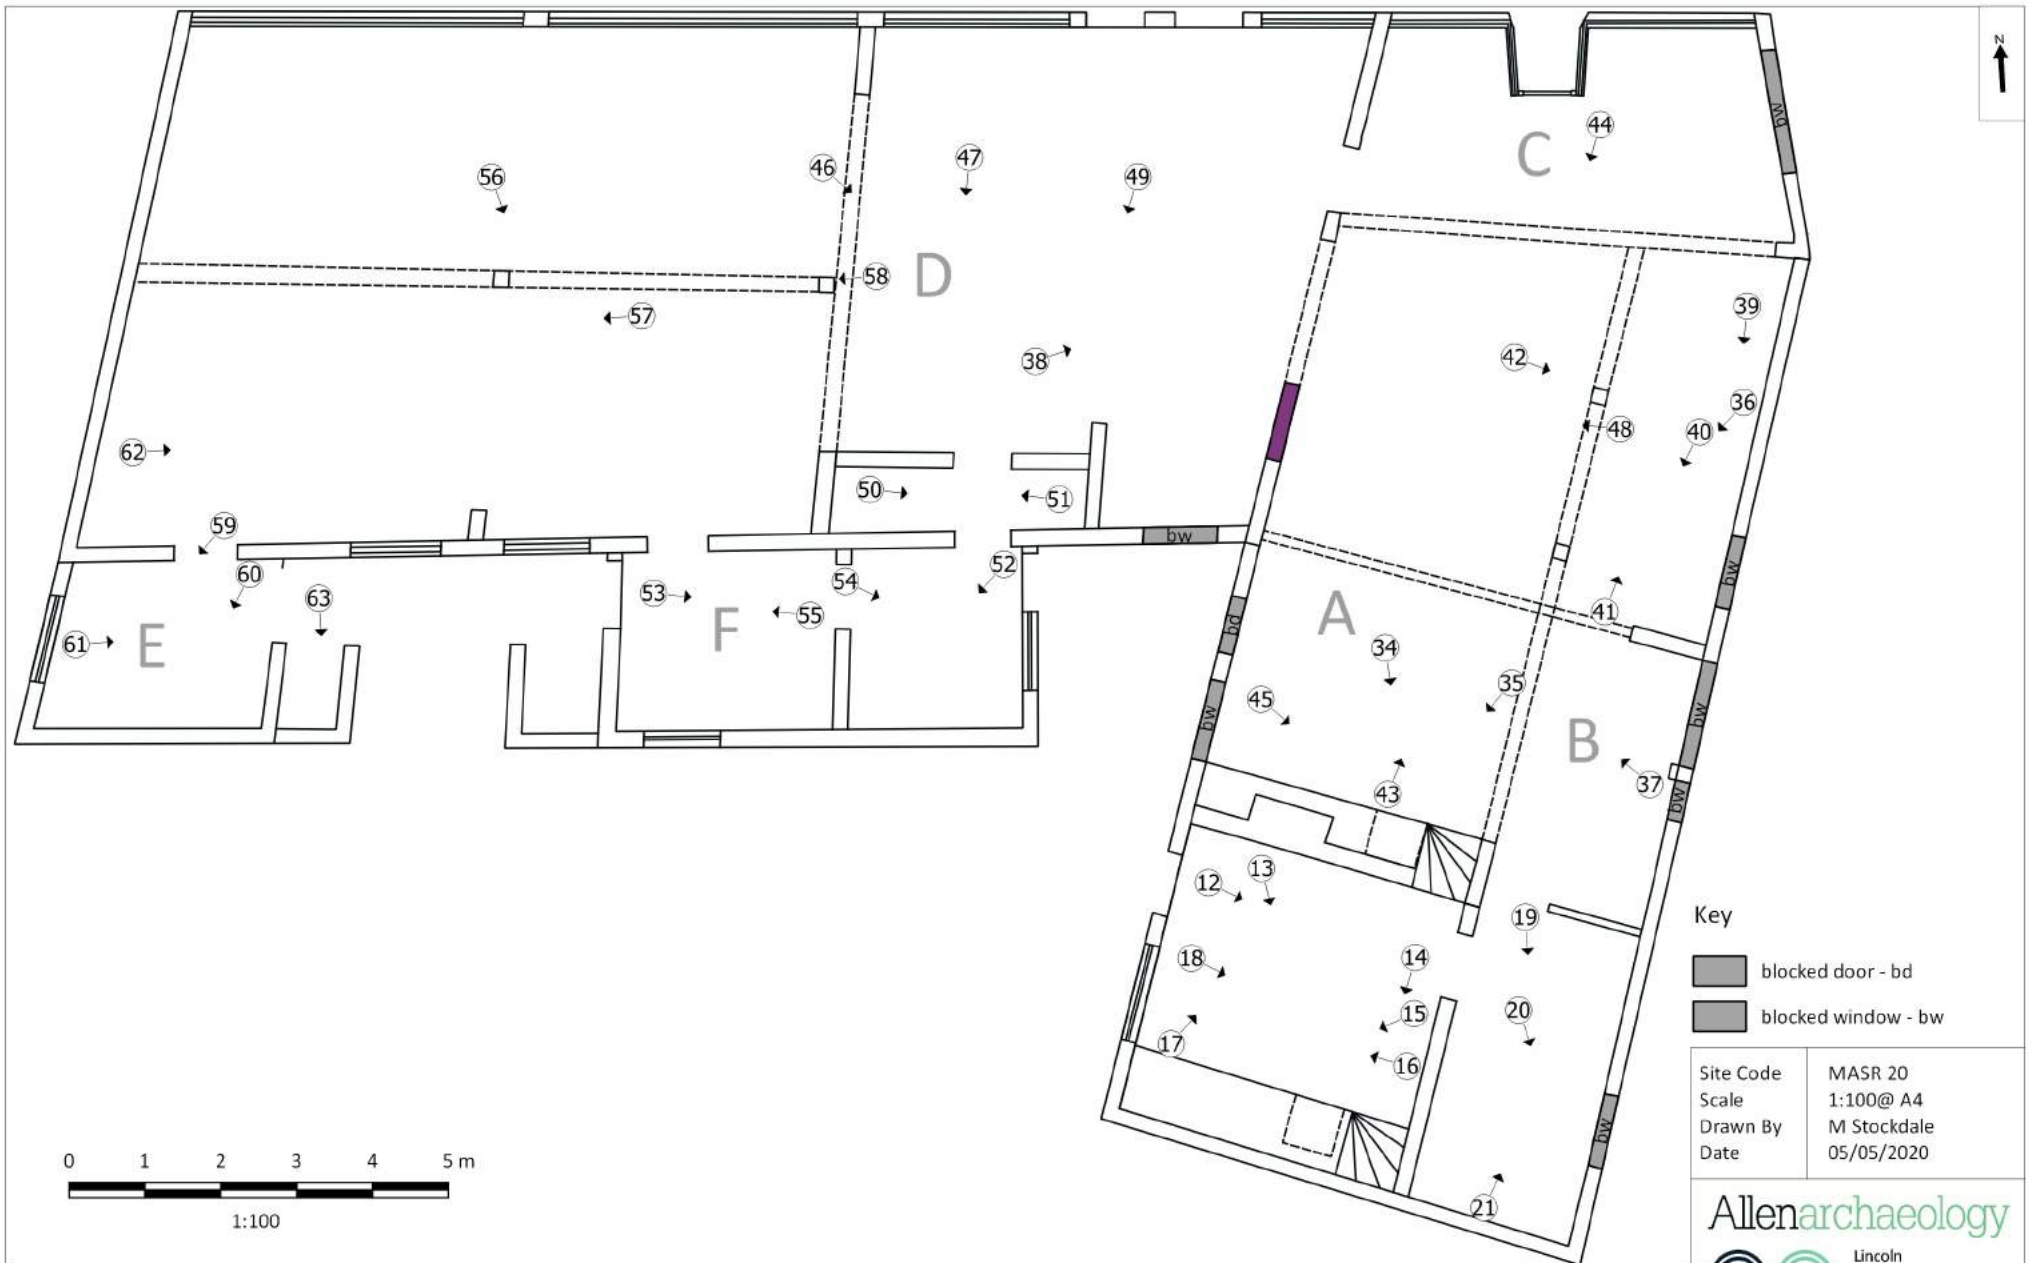 N
44
C
bw
46
47
49
56
58
D
57
39
38
42
36
48
40
62
50
51
59
bw
52
bw
60
54
53
41
63
55
A
bd
F
E
61
34
35
45
bw
bw
B
37
43
bw
12
13
19
Key
18
14
blocked door - bd
20
15
blocked window - bw
17
16
Site Code MASR 20
Scale 1:100@ A4
Drawn By M Stockdale
Date 05/05/2020
bw
0 1 2 3 4 5 m
1:100
21
Allenarchaeology
Lincoln